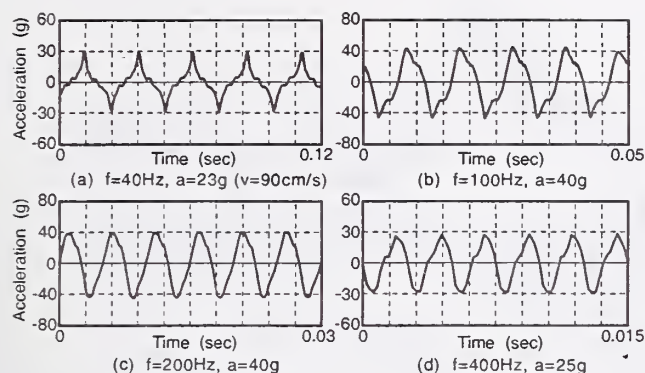 Acceleration (g)
60
30
0
-30
-60
0
Time (sec)
0.12
(a) f=40Hz, a=23g (v=90cm/s)
80
40
0
-40
-80
0
Time (sec)
0.05
(b) f=100Hz, a=40g
Acceleration (g)
80
40
0
-40
80
0
Time (sec)
0.03
(c) f=200Hz, a=40g
60
30
0
-30
-60
0
Time (sec)
0.015
(d) f=400Hz, a=25g